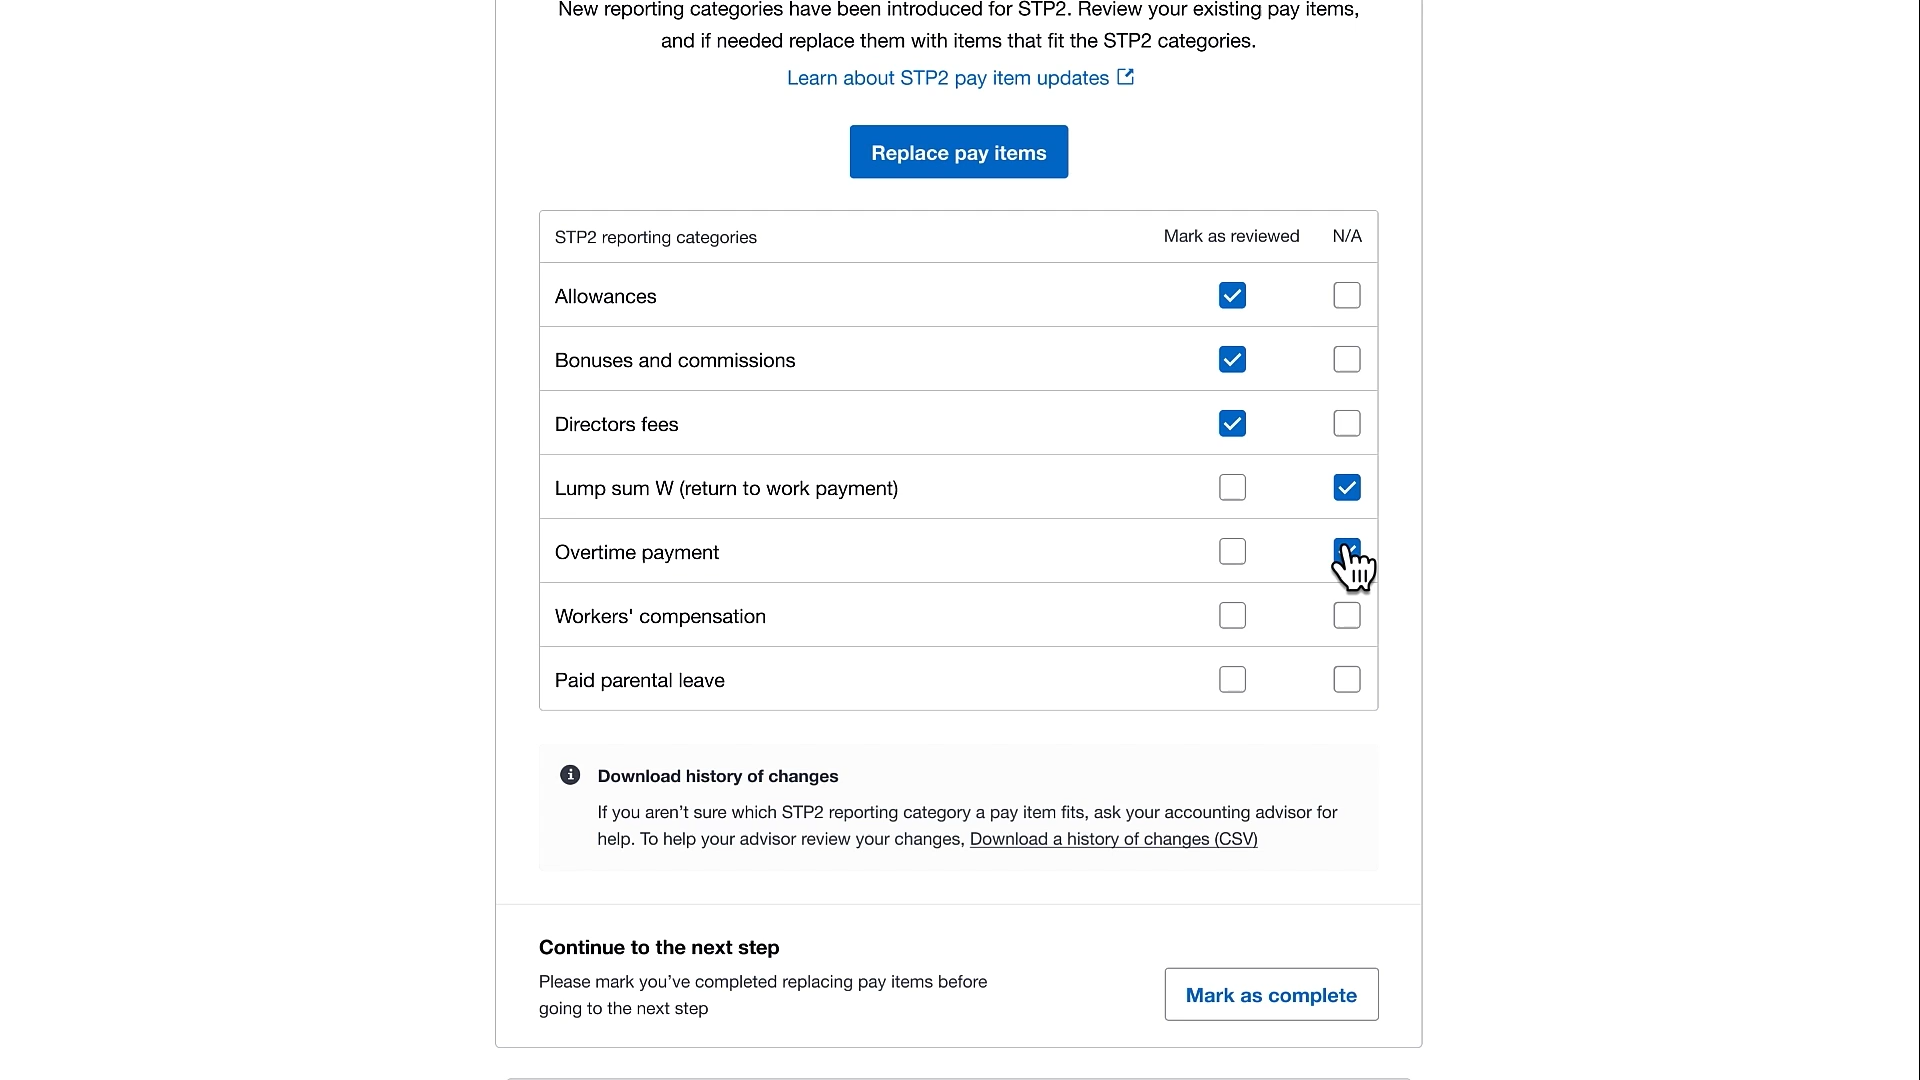 New reporting categories have been introduced for STP2. Review your existing pay items,
and if needed replace them with items that fit the STP2 categories.
Learn about STP2 pay item updates
Replace pay items
STP2 reporting categories Mark as reviewed N/A
Allowances
Bonuses and commissions
Directors fees
Lump sum W (return to work payment)
Overtime payment
Workers' compensation
Paid parental leave
Download history of changes
If you aren’t sure which STP2 reporting category a pay item fits, ask your accounting advisor for
help. To help your advisor review your changes, Download a history of changes (CSV)
Continue to the next step
Please mark you’ve completed replacing pay items before
going to the next step
Mark as complete